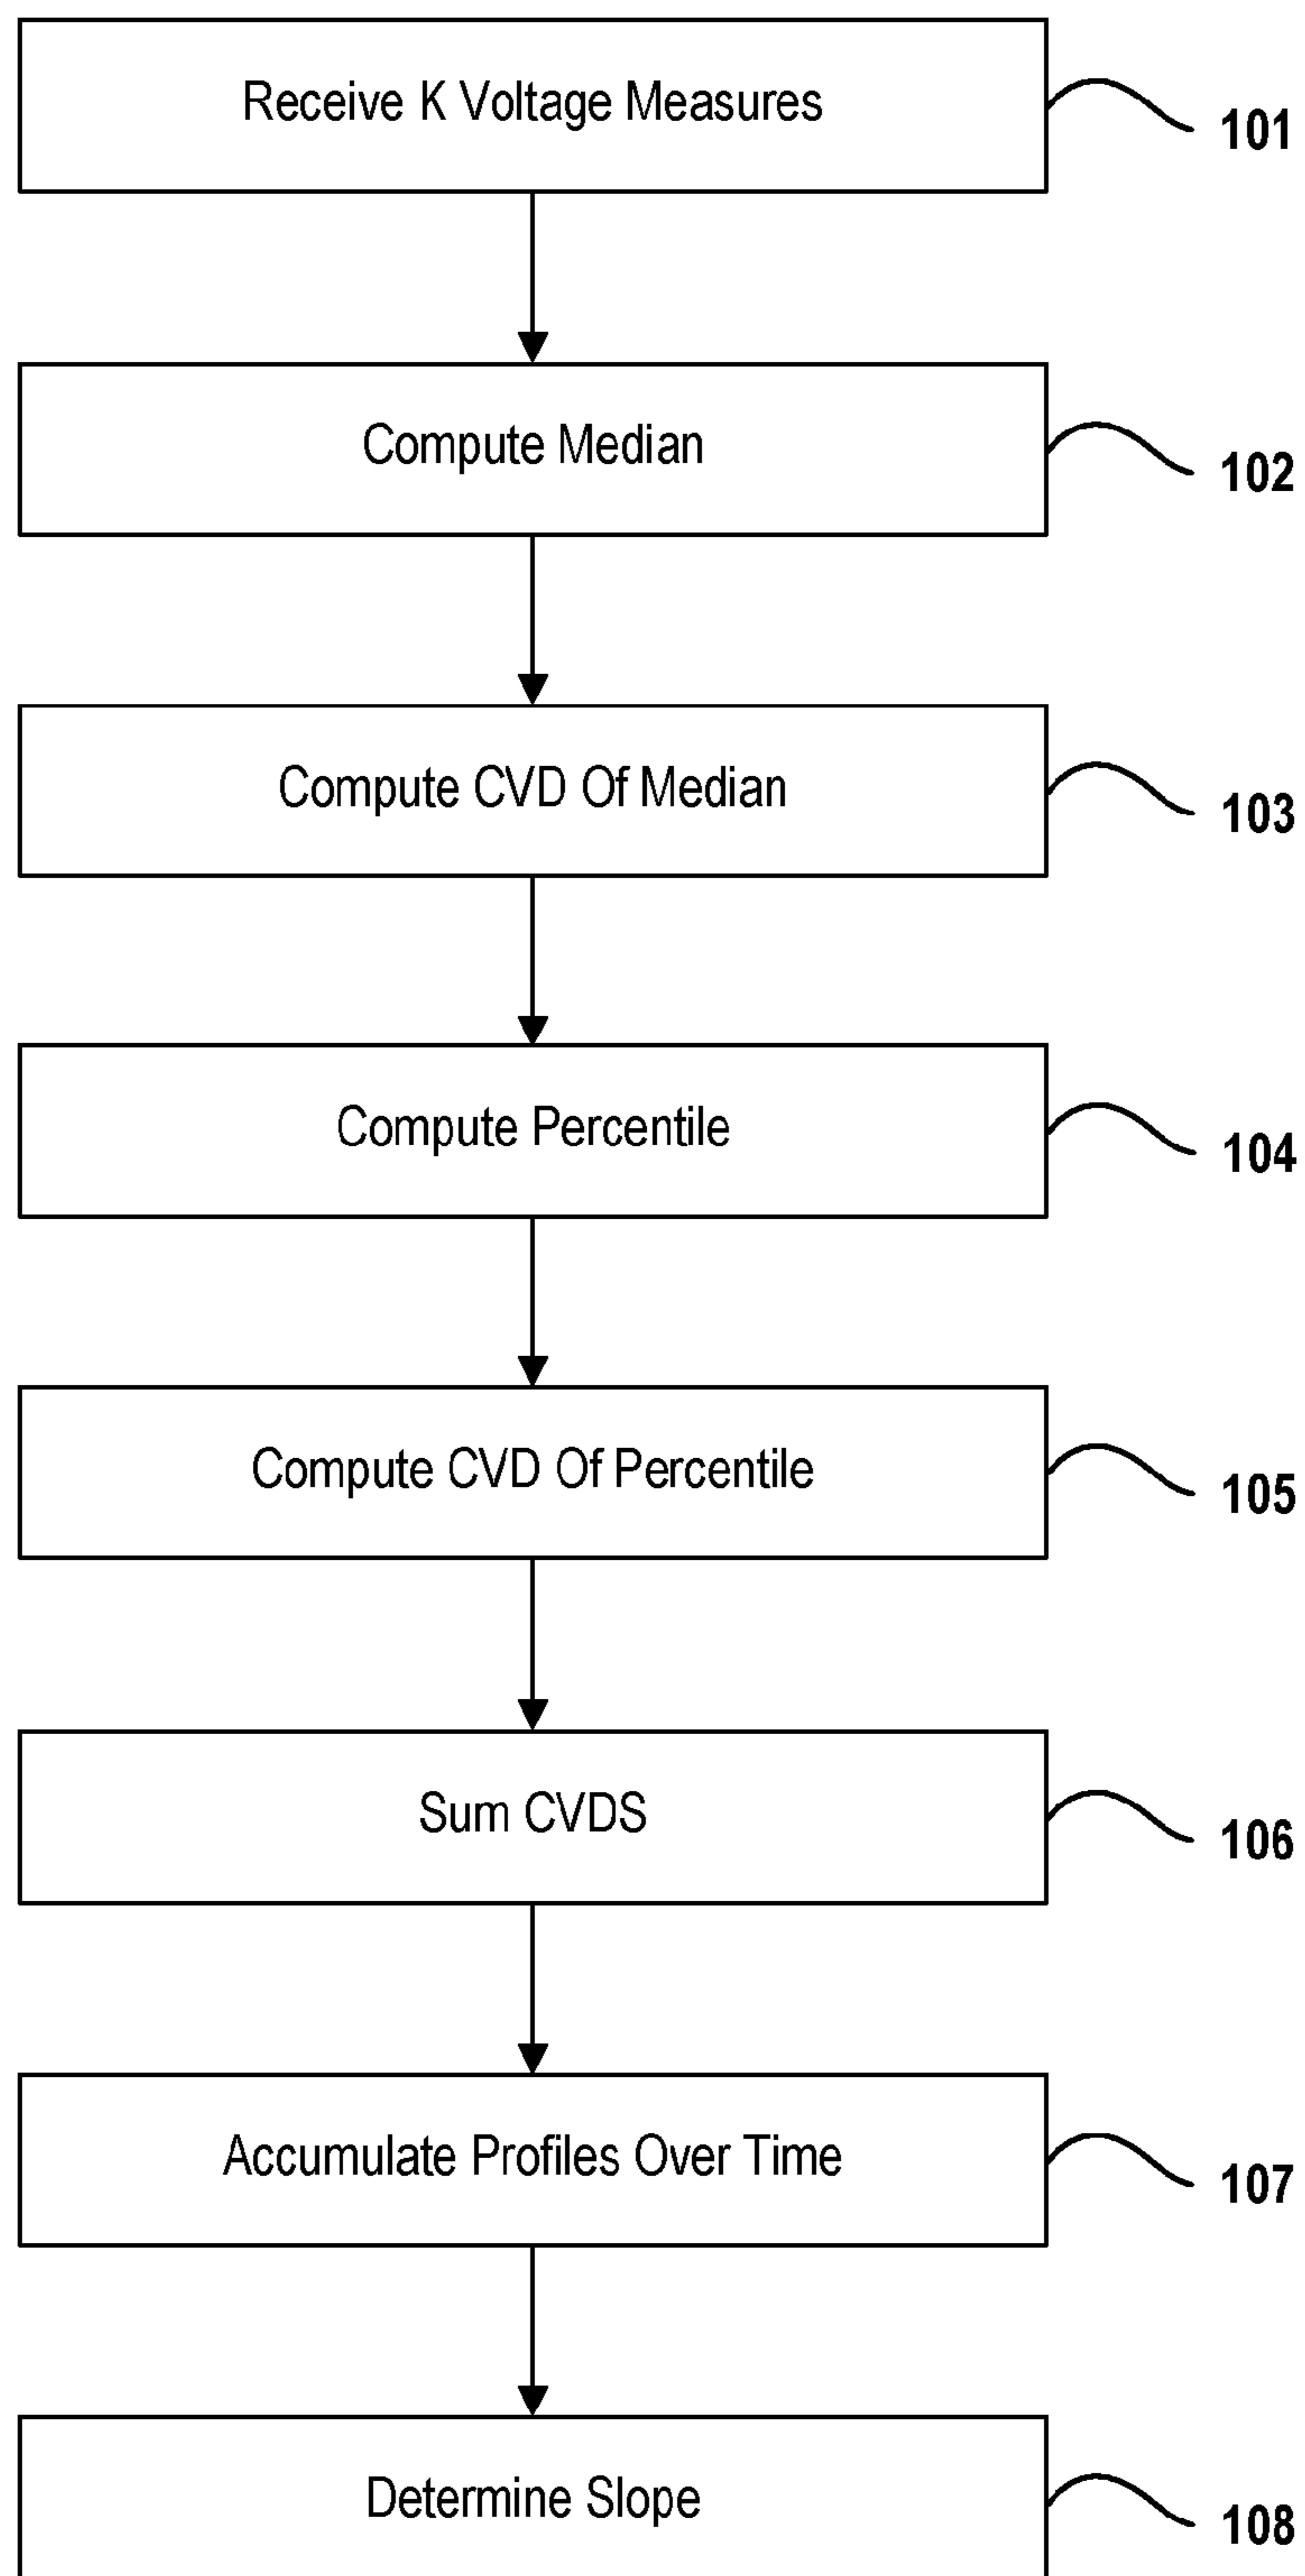 Receive K Voltage Measures
101
Compute Median
102
Compute CVD Of Median
103
Compute Percentile
104
Compute CVD Of Percentile
105
Sum CVDS
106
Accumulate Profiles Over Time
107
Determine Slope
108